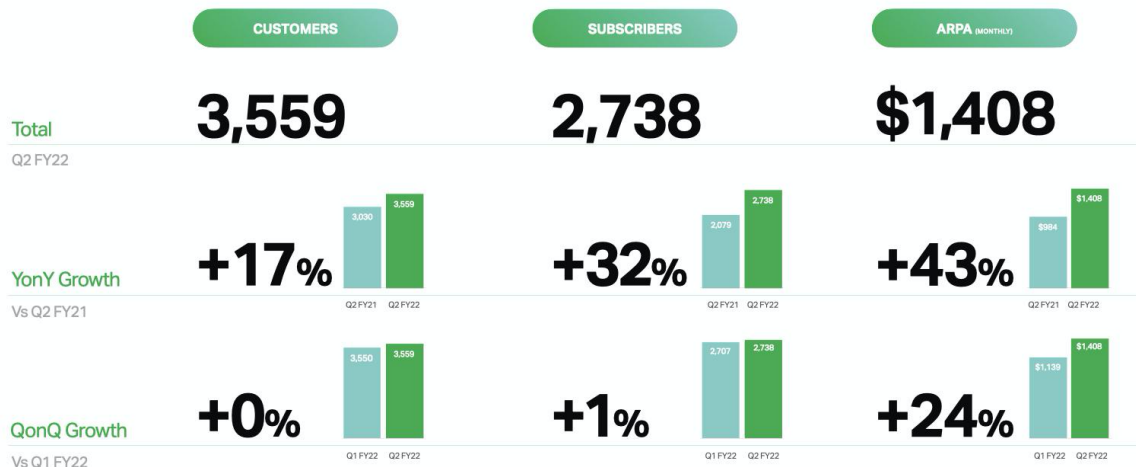 CUSTOMERS SUBSCRIBERS ARPA (MONTHLY)
Total 3,559 2,738 $1,408
Q2 FY22
YonY Growth +17% 3,030 3,559 +32% 2,079 2,738 +43% $984 $1,408
Vs Q2 FY21 Q2 FY21 Q2 FY22 Q2 FY21 Q2 FY22 Q2 FY21 Q2 FY22
QonQ Growth +0% 3,550 3,559 +1% 2,707 2,738 +24% $1,139 $1,408
Vs Q1 FY22 Q1 FY22 Q2 FY22 Q1 FY22 Q2 FY22 Q1 FY22 Q2 FY22